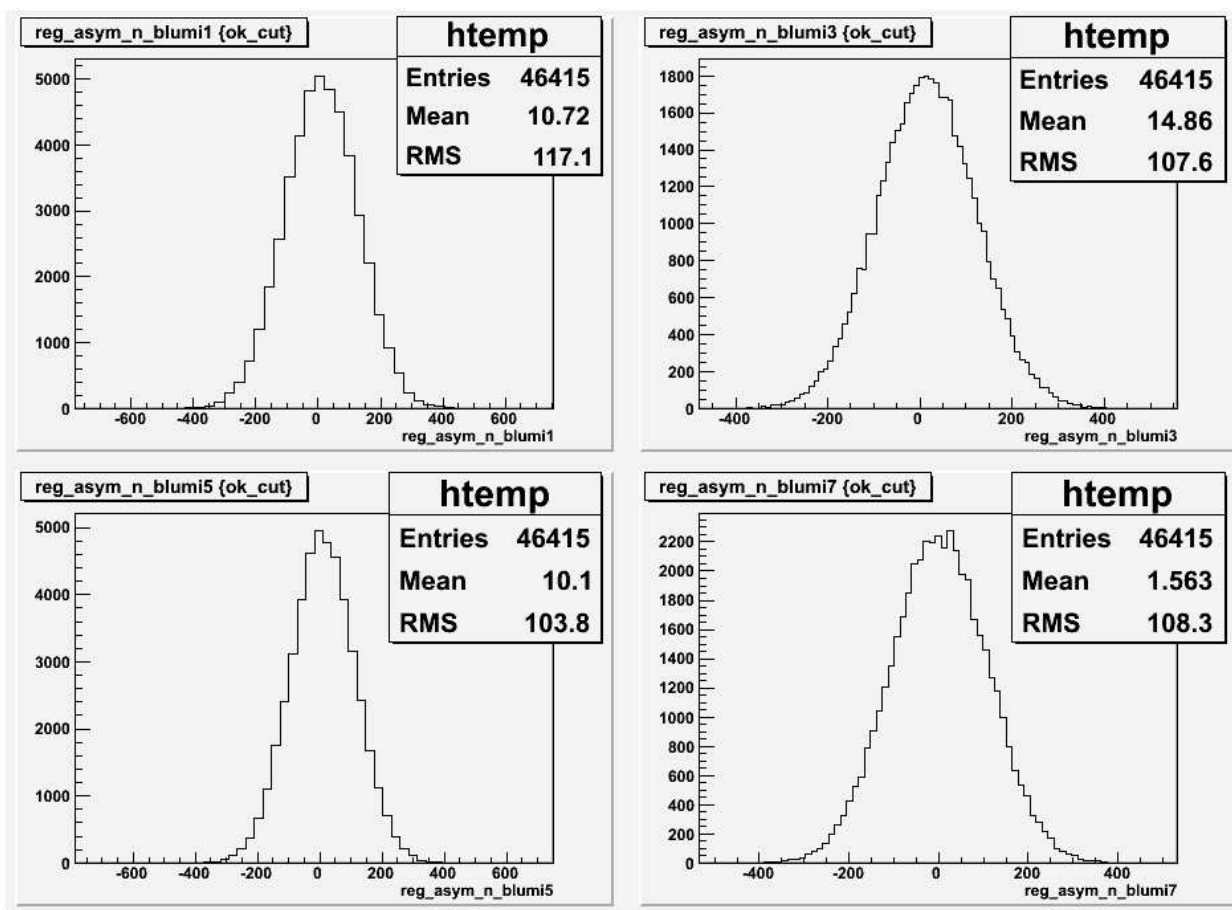 reg_asym_n_blumi1 {ok_cut}
htemp
Entries 46415
Mean 10.72
RMS 117.1
5000
4000
3000
2000
1000
0
-600 -400 -200 0 200 400 600
reg_asym_n_blumi1
reg_asym_n_blumi3 {ok_cut}
htemp
Entries 46415
Mean 14.86
RMS 107.6
1800
1600
1400
1200
1000
800
600
400
200
0
-400 -200 0 200 400
reg_asym_n_blumi3
reg_asym_n_blumi5 {ok_cut}
htemp
Entries 46415
Mean 10.1
RMS 103.8
5000
4000
3000
2000
1000
0
-600 -400 -200 0 200 400 600
reg_asym_n_blumi5
reg_asym_n_blumi7 {ok_cut}
htemp
Entries 46415
Mean 1.563
RMS 108.3
2200
2000
1800
1600
1400
1200
1000
800
600
400
200
0
-400 -200 0 200 400
reg_asym_n_blumi7